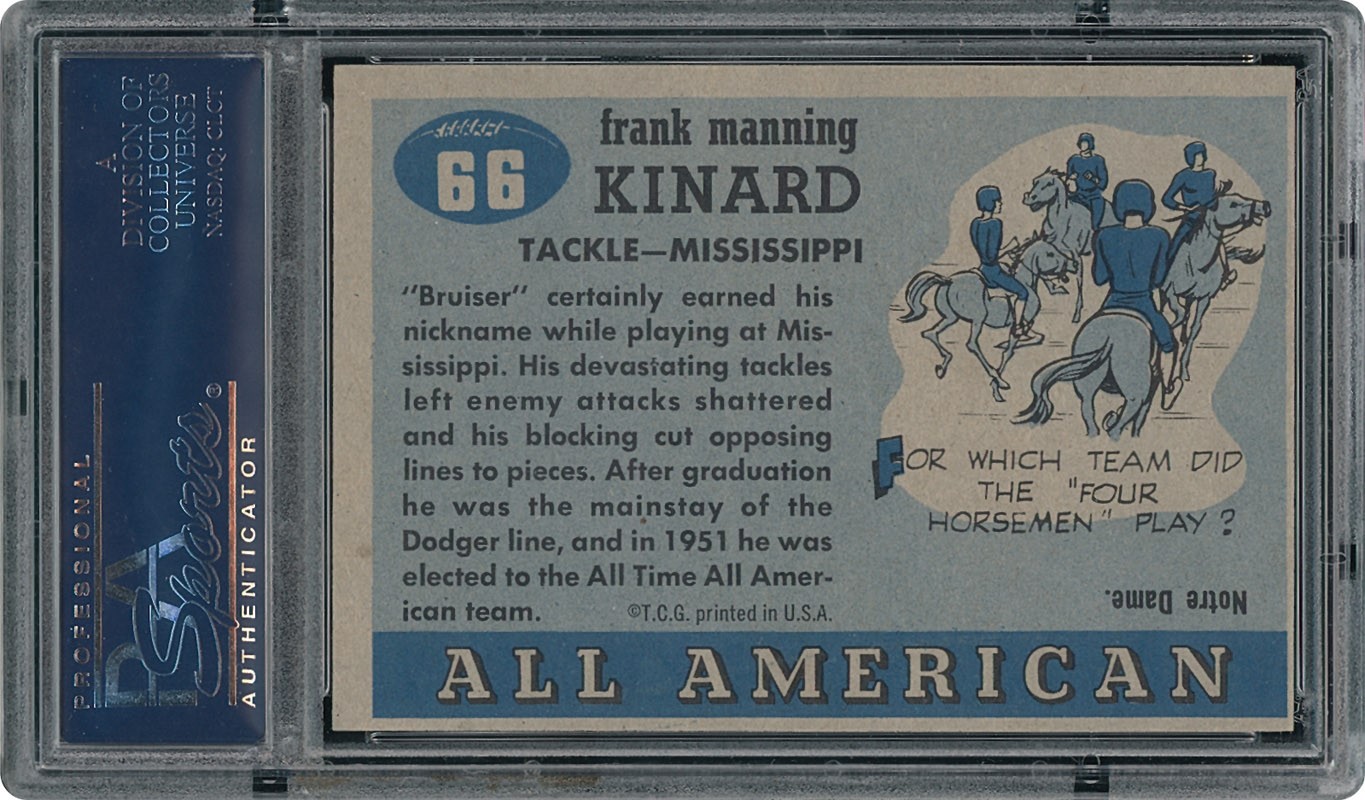 A
DIVISION OF
COLLECTORS
UNIVERSE
NASDAQ: CLCT
PROFESSIONAL
PSA
Sports®
AUTHENTICATOR
66
frank manning
KINARD
TACKLE—MISSISSIPPI
"Bruiser" certainly earned his
nickname while playing at Mis-
sissippi. His devastating tackles
left enemy attacks shattered
and his blocking cut opposing
lines to pieces. After graduation
he was the mainstay of the
Dodger line, and in 1951 he was
elected to the All Time All Amer-
ican team.
©T.C.G. printed in U.S.A.
FOR WHICH TEAM DID
THE "FOUR
HORSEMEN" PLAY?
Notre Dame.
ALL AMERICAN